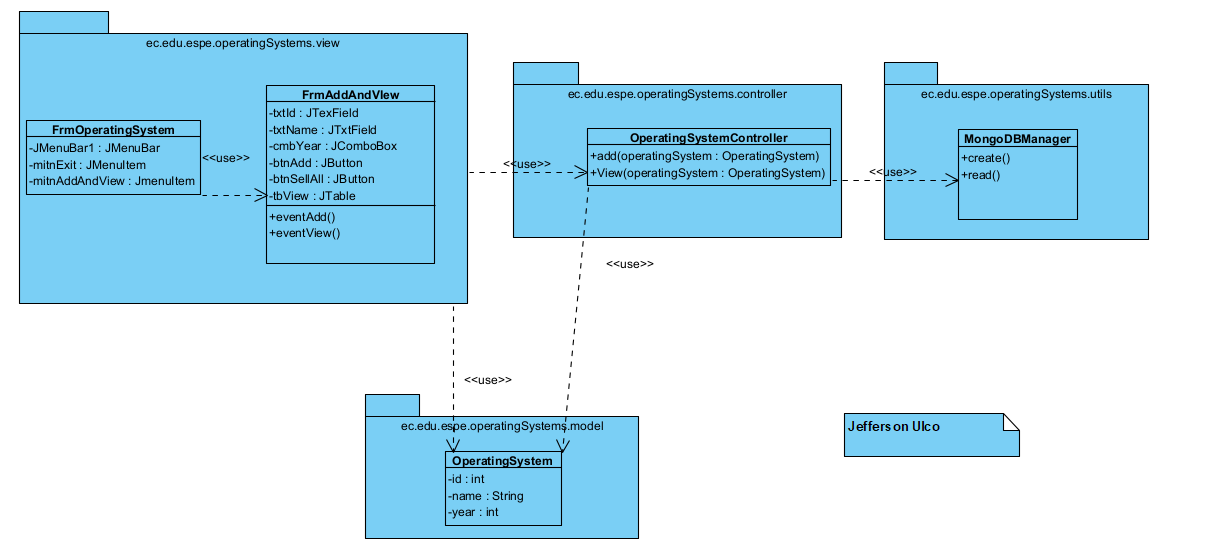 ec.edu.espe.operatingSystems.view
FrmOperatingSystem
-JMenuBar1 : JMenuBar
-mitnExit : JMenuItem
-mitnAddAndView : JmenuItem
<<use>>
FrmAddAndVIew
-txtId : JTexField
-txtName : JTxtField
-cmbYear : JComboBox
-btnAdd : JButton
-btnSellAll : JButton
-tbView : JTable
+eventAdd()
+eventView()
<<use>>
ec.edu.espe.operatingSystems.controller
OperatingSystemController
+add(operatingSystem : OperatingSystem)
+View(operatingSystem : OperatingSystem)
<<use>>
ec.edu.espe.operatingSystems.utils
MongoDBManager
+create()
+read()
<<use>>
<<use>>
ec.edu.espe.operatingSystems.model
OperatingSystem
-id : int
-name : String
-year : int
Jefferson Ulco